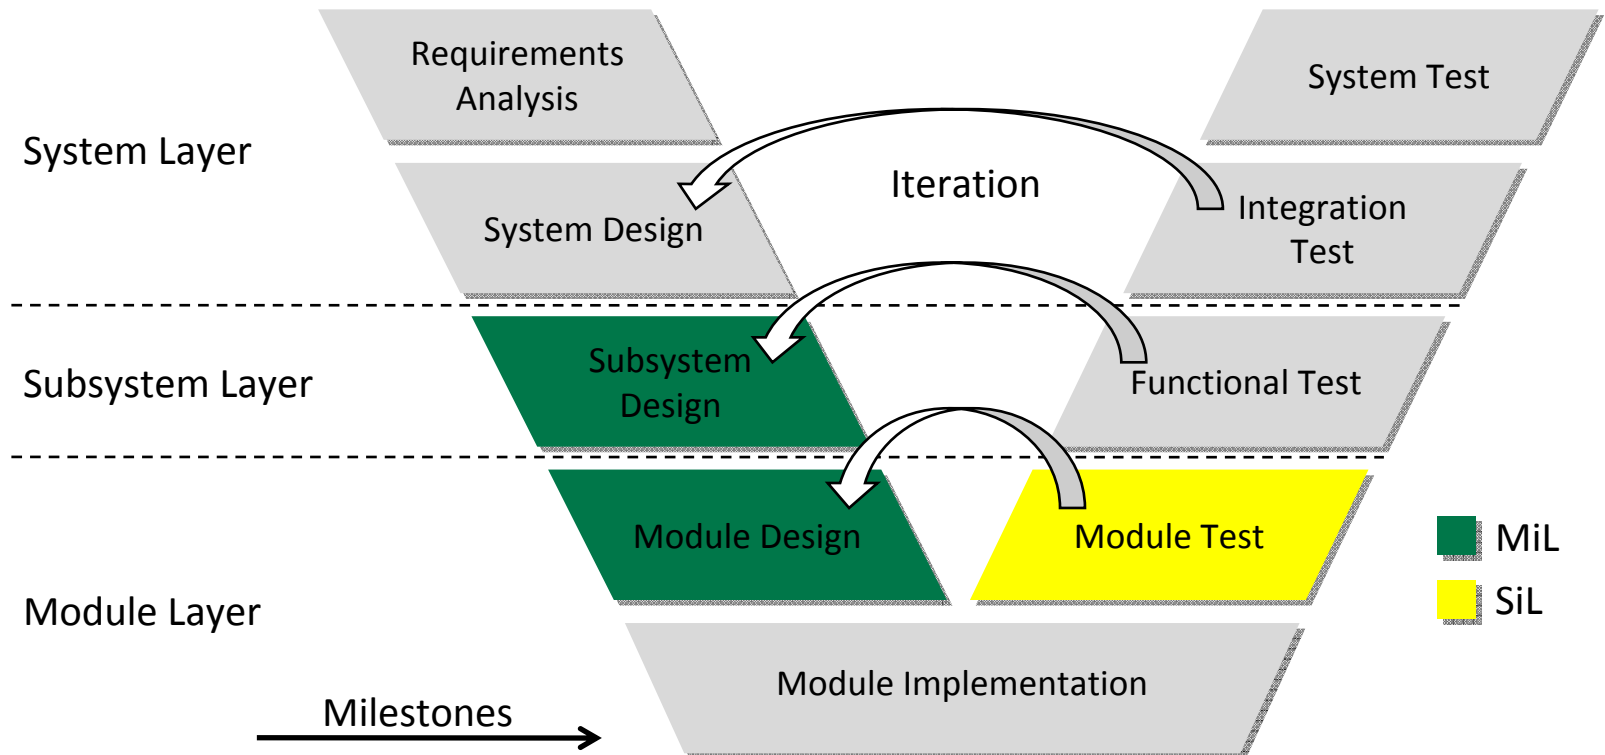 Requirements
Analysis
System Test
System Layer
Iteration
System Design
Integration
Test
Subsystem Layer
Subsystem
Design
Functional Test
Module Design
Module Test
MiL
SiL
Module Layer
Module Implementation
Milestones